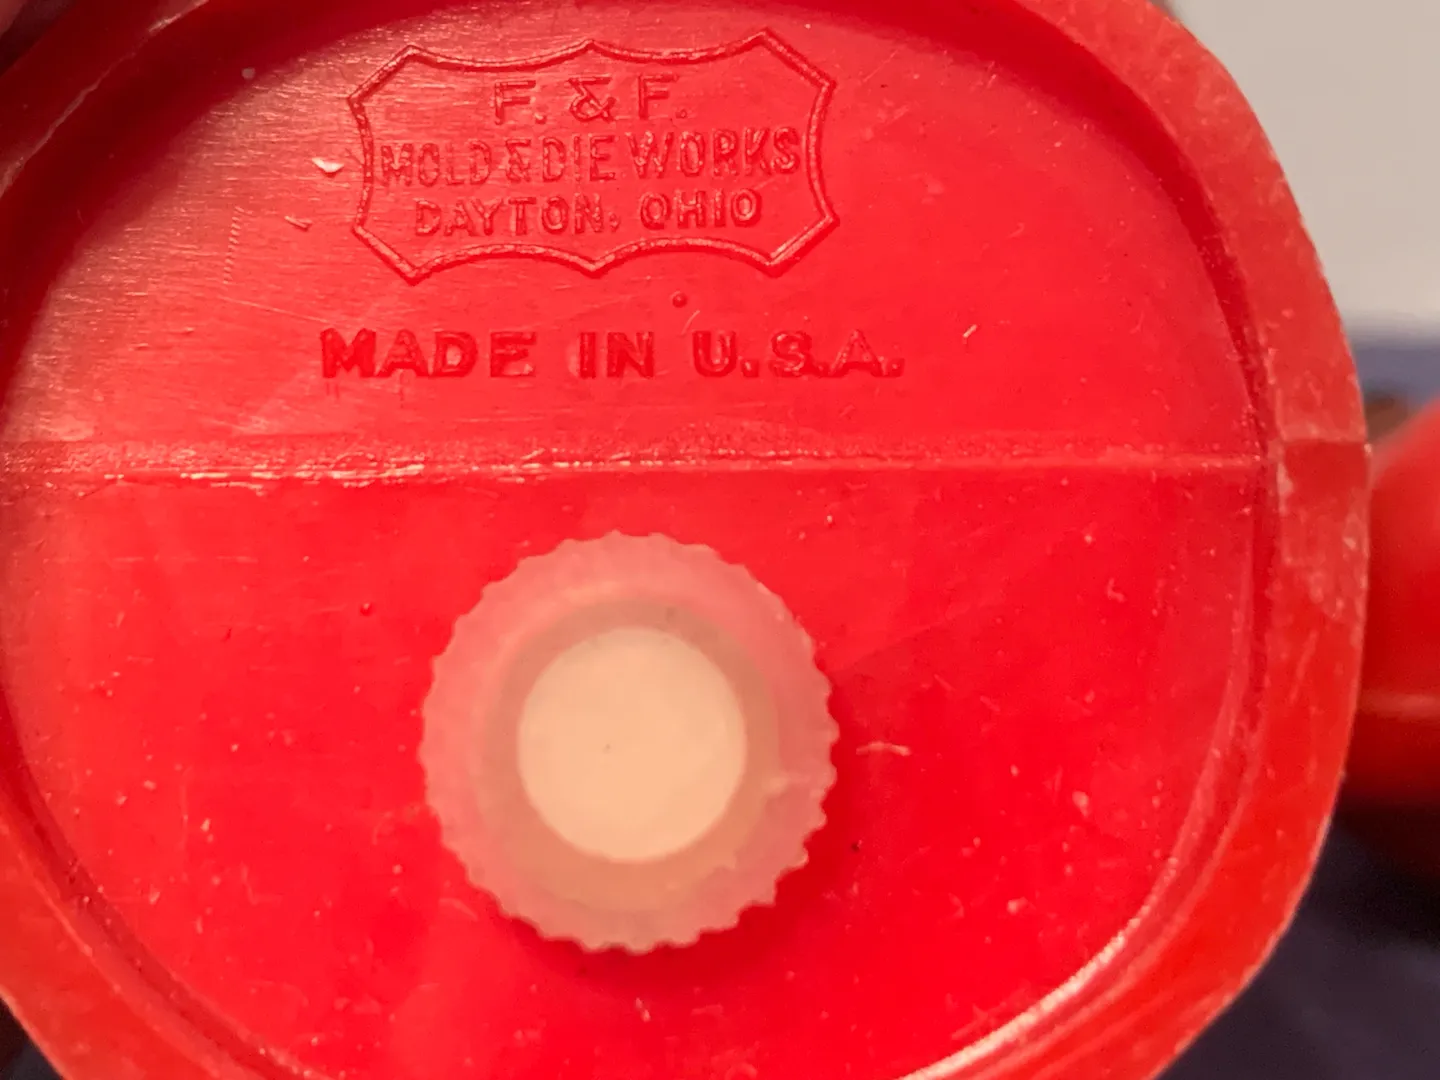 F. & F.
MOLD & DIE WORKS
DAYTON, OHIO
MADE IN U.S.A.